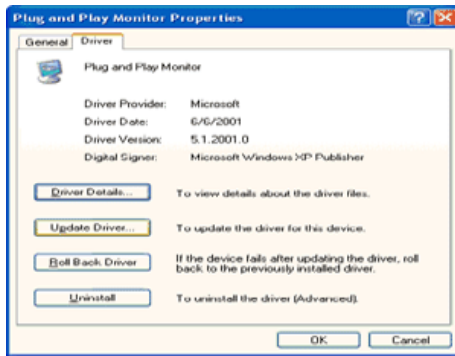 Plug and Play Monitor Properties
General Driver
Plug and Play Monitor
Driver Provider: Microsoft
Driver Date: 6/6/2001
Driver Version: 5.1.2001.0
Digital Signer: Microsoft Windows XP Publisher
Driver Details... To view details about the driver files.
Update Driver... To update the driver for this device.
Roll Back Driver If the device fails after updating the driver, roll
back to the previously installed driver.
Uninstall To uninstall the driver (Advanced).
OK Cancel